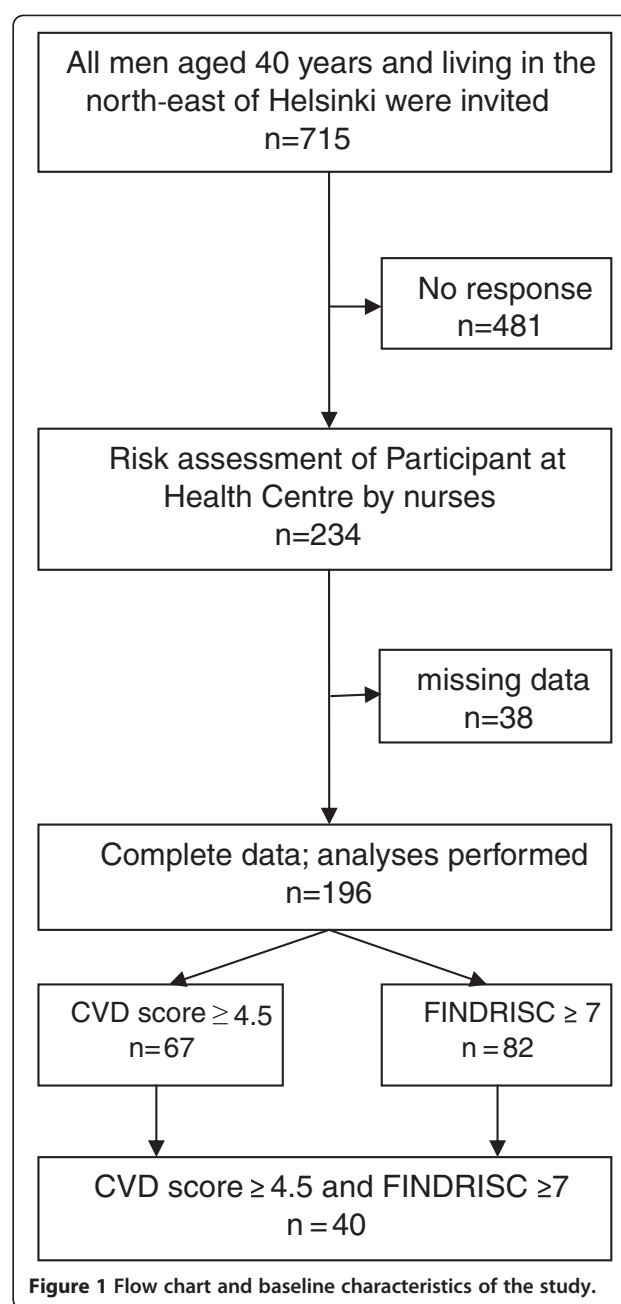 All men aged 40 years and living in the
north-east of Helsinki were invited
n=715
No response
n=481
Risk assessment of Participant at
Health Centre by nurses
n=234
missing data
n=38
Complete data; analyses performed
n=196
CVD score ≥ 4.5
n=67
FINDRISC ≥ 7
n = 82
CVD score ≥ 4.5 and FINDRISC ≥7
n = 40
Figure 1 Flow chart and baseline characteristics of the study.